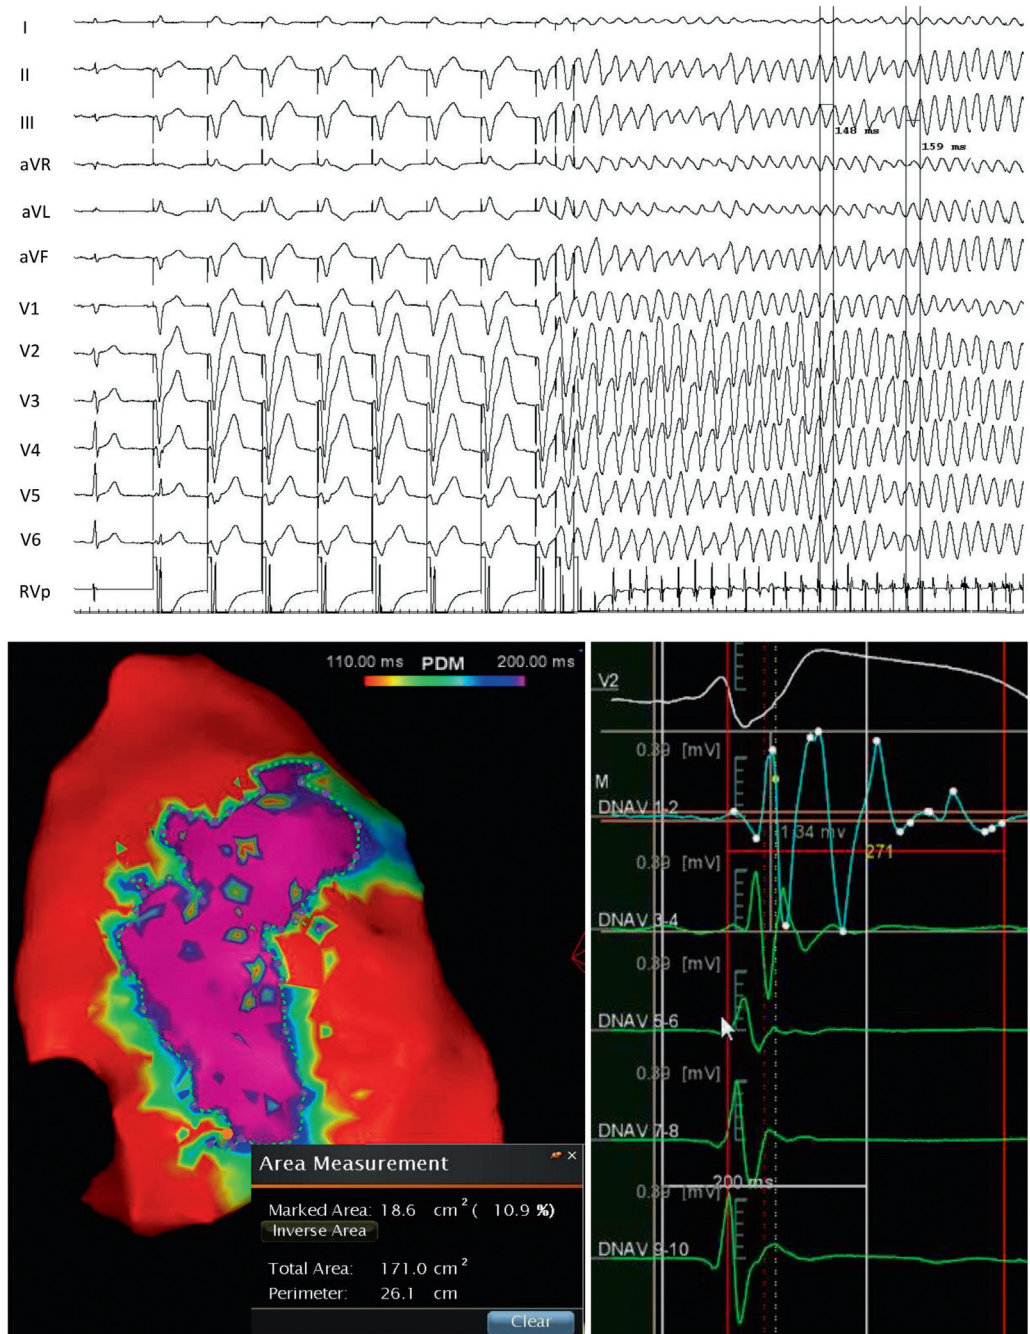 I
II
III
148 ms
159 ms
aVR
aVL
aVF
V1
V2
V3
V4
V5
V6
RVp
110.00 ms PDM 200.00 ms
Area Measurement
Marked Area: 18.6 cm² ( 10.9 %)
Inverse Area
Total Area: 171.0 cm²
Perimeter: 26.1 cm
Clear
V2
0.39 [mV]
M
DNAV 1-2
1.34 mv
271
0.39 [mV]
DNAV 3-4
0.39 [mV]
DNAV 5-6
0.39 [mV]
DNAV 7-8
200 ms
0.39 [mV]
DNAV 9-10